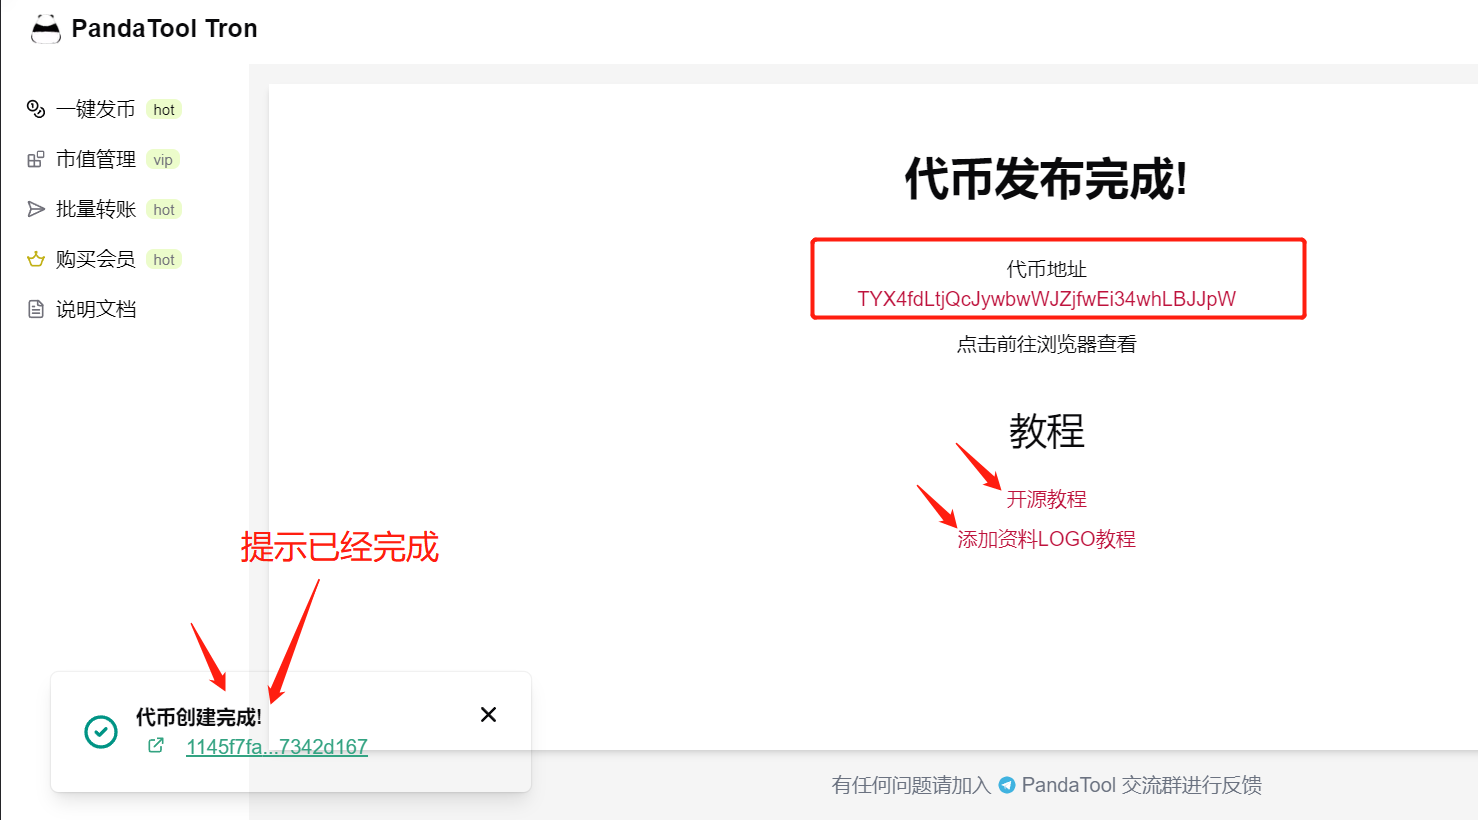 PandaTool Tron
一键发币 hot
市值管理 vip
批量转账 hot
购买会员 hot
说明文档
代币发布完成!
代币地址
TYX4fdLtjQcJywbwWJZjfwEi34whLBJJpW
点击前往浏览器查看
教程
开源教程
添加资料LOGO教程
提示已经完成
代币创建完成!
1145f7fa...7342d167
有任何问题请加入 PandaTool 交流群进行反馈